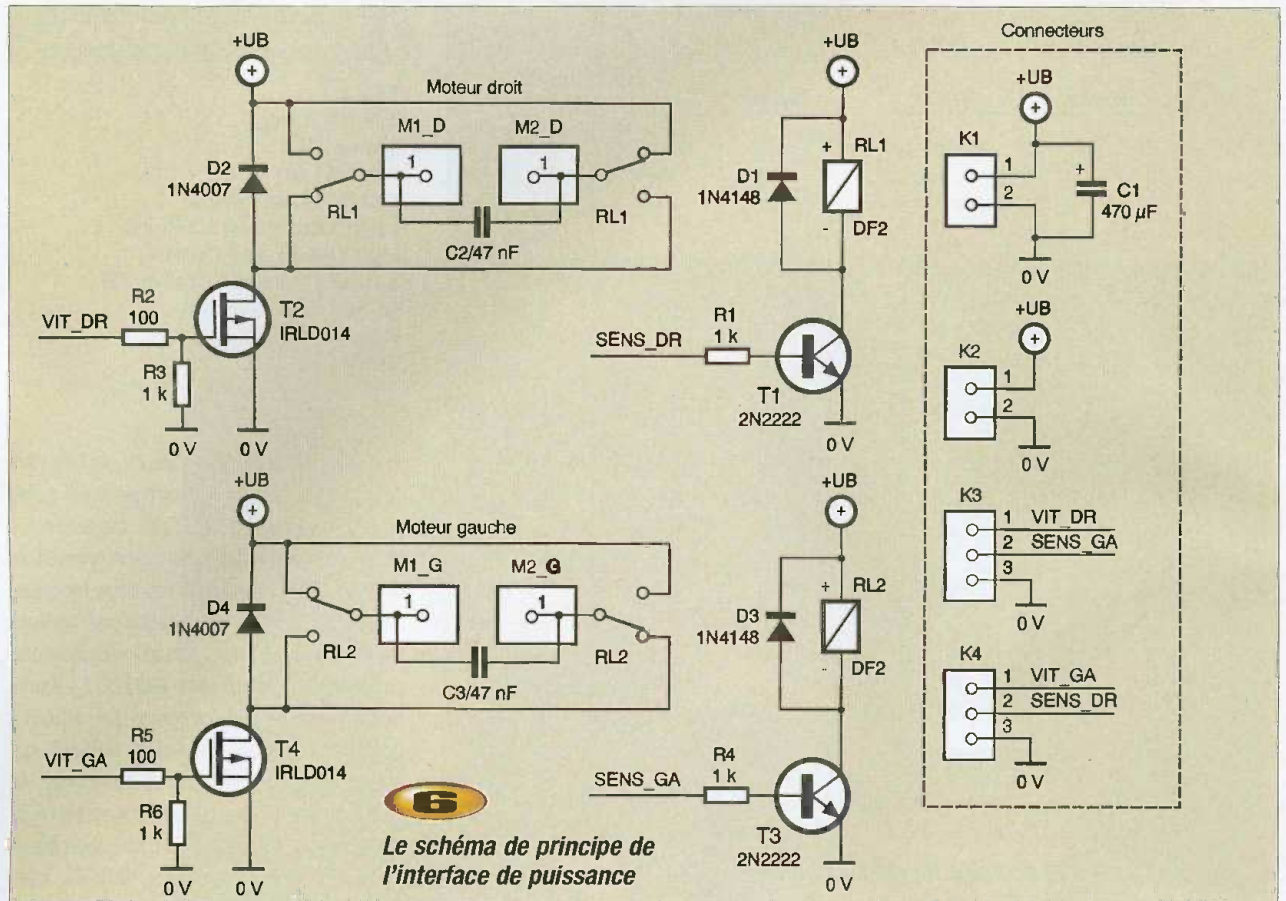 +UB
Moteur droit
M1_D
M2_D
1
1
D2
1N4007
RL1
RL1
C2/47 nF
R2
100
VIT_DR
T2
IRLD014
R3
1 k
0 V
0 V
+UB
D1
1N4148
+
RL1
-
DF2
R1
1 k
SENS_DR
T1
2N2222
0 V
+UB
Moteur gauche
M1_G
M2_G
1
1
D4
1N4007
RL2
RL2
C3/47 nF
R5
100
VIT_GA
T4
IRLD014
R6
1 k
0 V
0 V
+UB
D3
1N4148
+
RL2
-
DF2
R4
1 k
SENS_GA
T3
2N2222
0 V
Connecteurs
+UB
K1
1
2
+
C1
470 µF
0 V
+UB
K2
1
2
0 V
K3
1 VIT_DR
2 SENS_GA
3
0 V
K4
1 VIT_GA
2 SENS_DR
3
0 V
6
Le schéma de principe de
l'interface de puissance